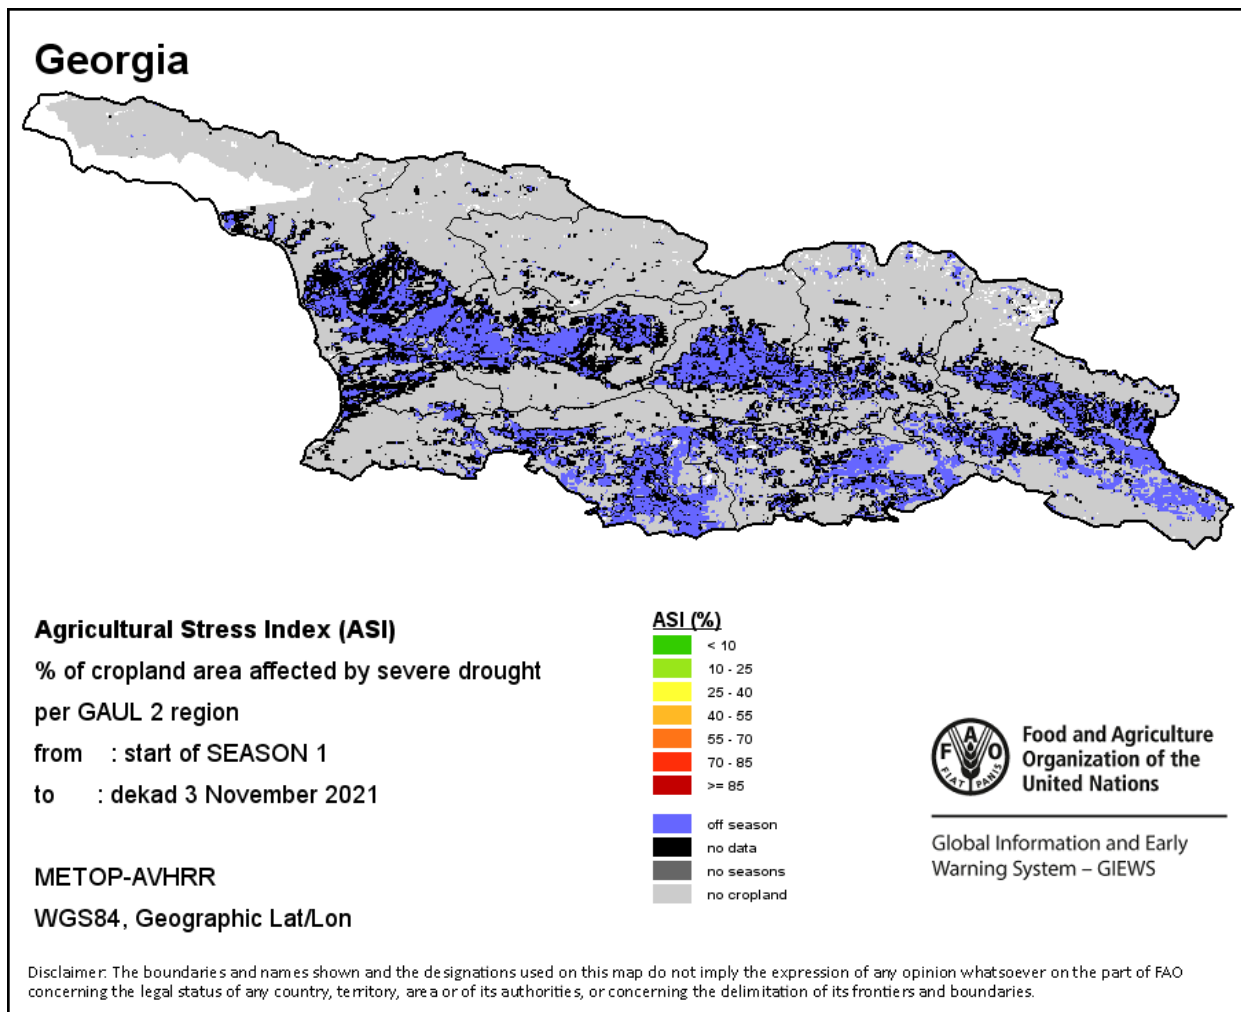 Georgia
Agricultural Stress Index (ASI)
% of cropland area affected by severe drought
per GAUL 2 region
from : start of SEASON 1
to : dekad 3 November 2021
METOP-AVHRR
WGS84, Geographic Lat/Lon
ASI (%)
< 10
10 - 25
25 - 40
40 - 55
55 - 70
70 - 85
>= 85
off season
no data
no seasons
no cropland
F A O
FIAT PANIS
Food and Agriculture
Organization of the
United Nations
Global Information and Early
Warning System – GIEWS
Disclaimer: The boundaries and names shown and the designations used on this map do not imply the expression of any opinion whatsoever on the part of FAO
concerning the legal status of any country, territory, area or of its authorities, or concerning the delimitation of its frontiers and boundaries.